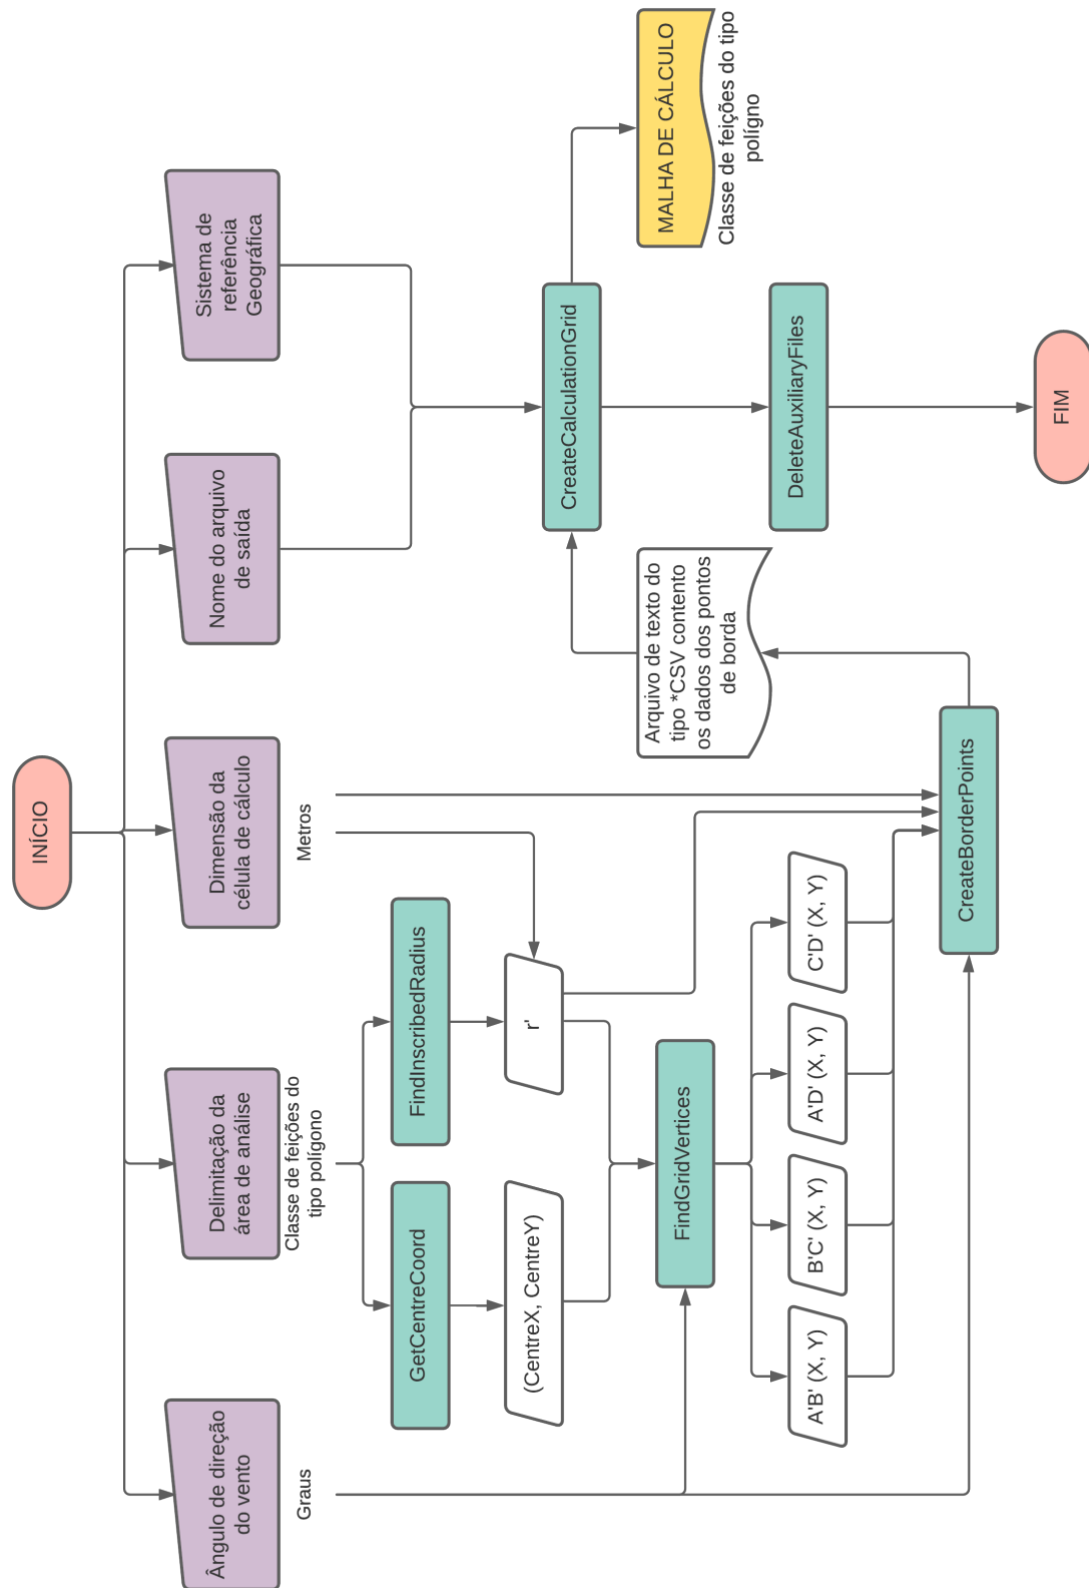 INÍCIO
Ângulo de direção
do vento
Graus
Delimitação da
área de análise
Classe de feições do
tipo polígono
Dimensão da
célula de cálculo
Metros
Nome do arquivo
de saída
Sistema de
referência
Geográfica
GetCentreCoord
FindInscribedRadius
(CentreX, CentreY)
r'
FindGridVertices
A'B' (X, Y)
B'C' (X, Y)
A'D' (X, Y)
C'D' (X, Y)
CreateBorderPoints
Arquivo de texto do
tipo *CSV contento
os dados dos pontos
de borda
CreateCalculationGrid
MALHA DE CÁLCULO
Classe de feições do tipo
polígno
DeleteAuxiliaryFiles
FIM